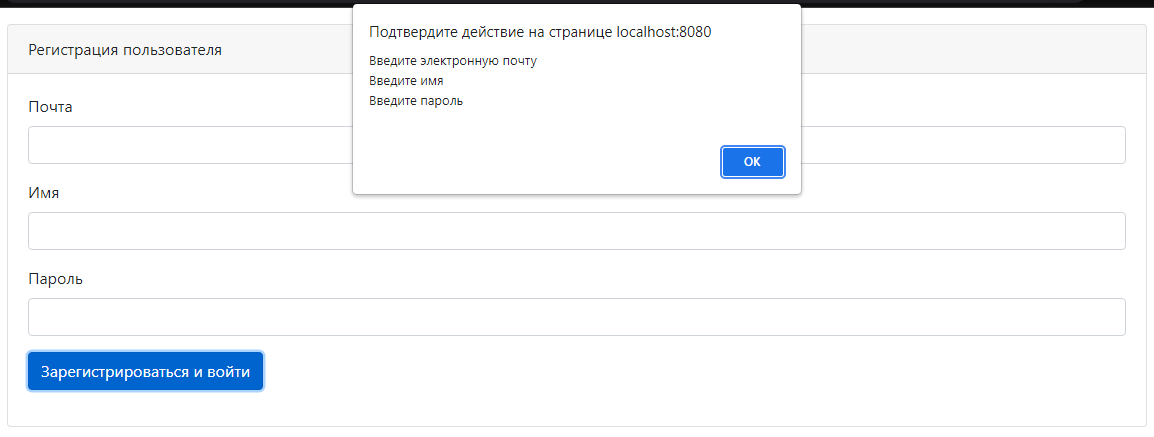 Подтвердите действие на странице localhost:8080
Введите электронную почту
Введите имя
Введите пароль
ОК
Регистрация пользователя
Почта
Имя
Пароль
Зарегистрироваться и войти